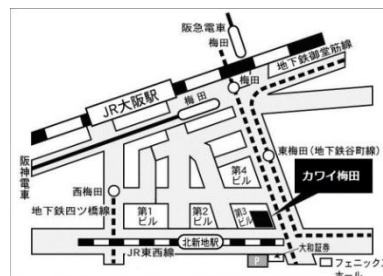 阪急電車
梅田
地下鉄御堂筋線
梅田
JR大阪駅
梅田
阪神電車
東梅田(地下鉄谷町線)
カワイ梅田
西梅田
第4
ビル
地下鉄四ツ橋線
第1
ビル
第2
ビル
第3
ビル
北新地駅
JR東西線
大和証券
P
フェニックス
ホール